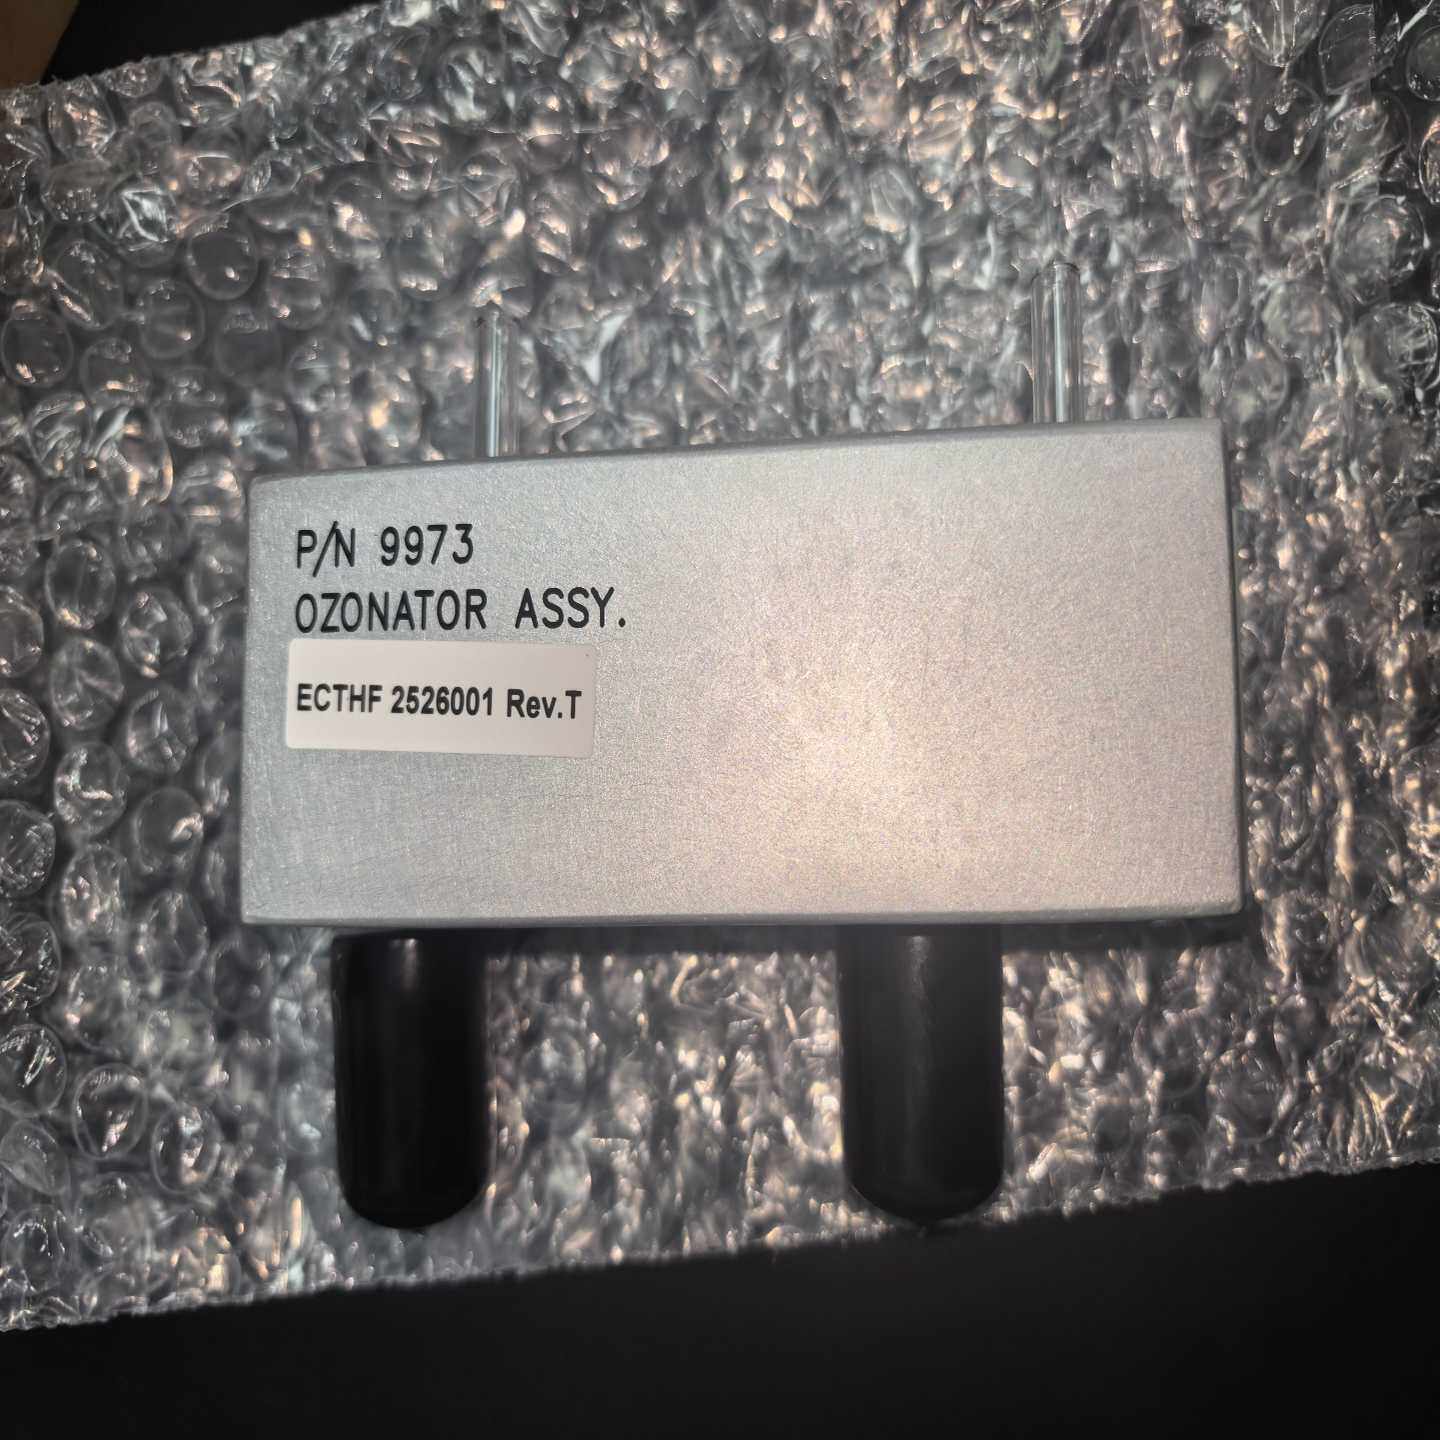 P/N 9973
OZONATOR ASSY.
ECTHF 2526001 Rev.T